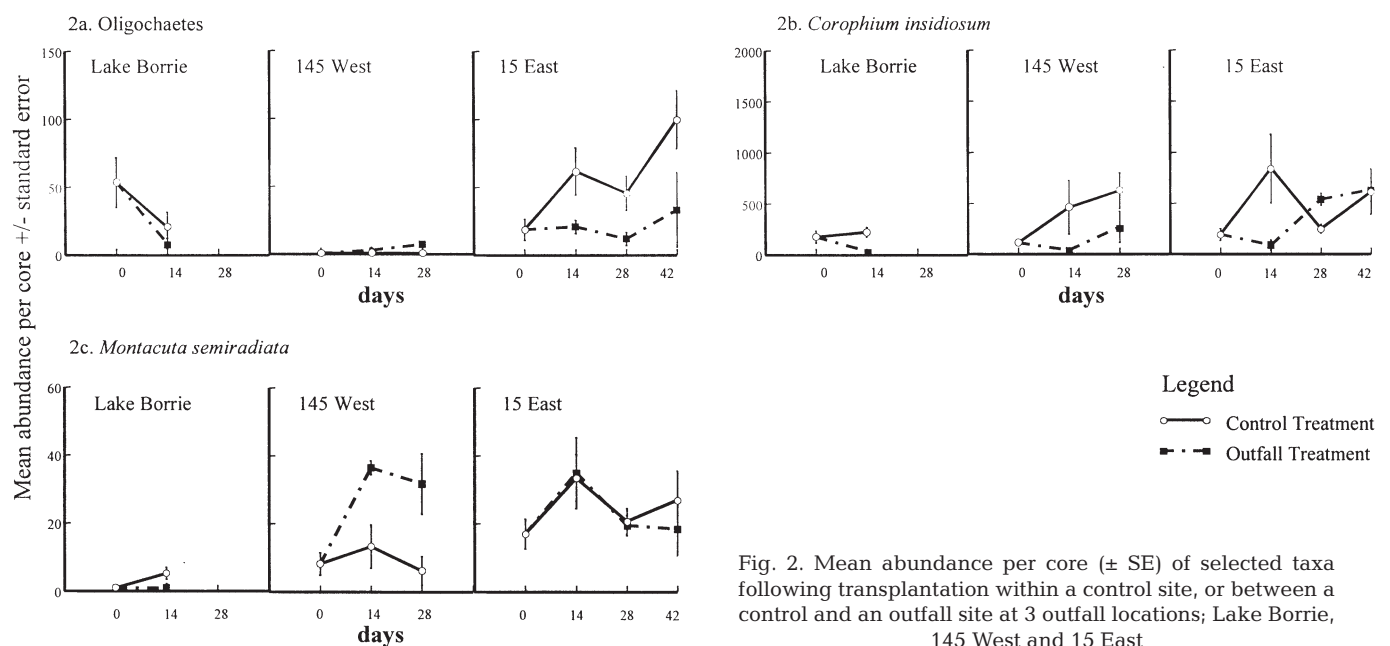 2a. Oligochaetes
Mean abundance per core +/- standard error
150
100
50
0
Lake Borrie
145 West
15 East
0 14 28
0 14 28
0 14 28 42
days
2b. Corophium insidiosum
2000
1500
1000
500
0
Lake Borrie
145 West
15 East
0 14 28
0 14 28
0 14 28 42
days
2c. Montacuta semiradiata
60
40
20
0
Lake Borrie
145 West
15 East
0 14 28
0 14 28
0 14 28 42
days
Legend
Control Treatment
Outfall Treatment
Fig. 2. Mean abundance per core (± SE) of selected taxa
following transplantation within a control site, or between a
control and an outfall site at 3 outfall locations; Lake Borrie,
145 West and 15 East